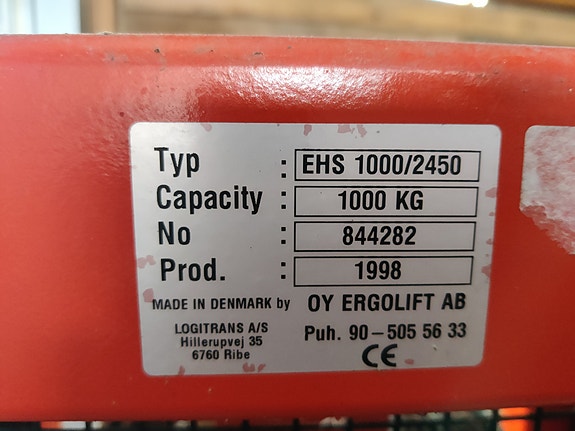 Typ : EHS 1000/2450
Capacity : 1000 KG
No : 844282
Prod. : 1998
MADE IN DENMARK by OY ERGOLIFT AB
LOGITRANS A/S
Hillerupvej 35
6760 Ribe
Puh. 90-505 56 33
CE